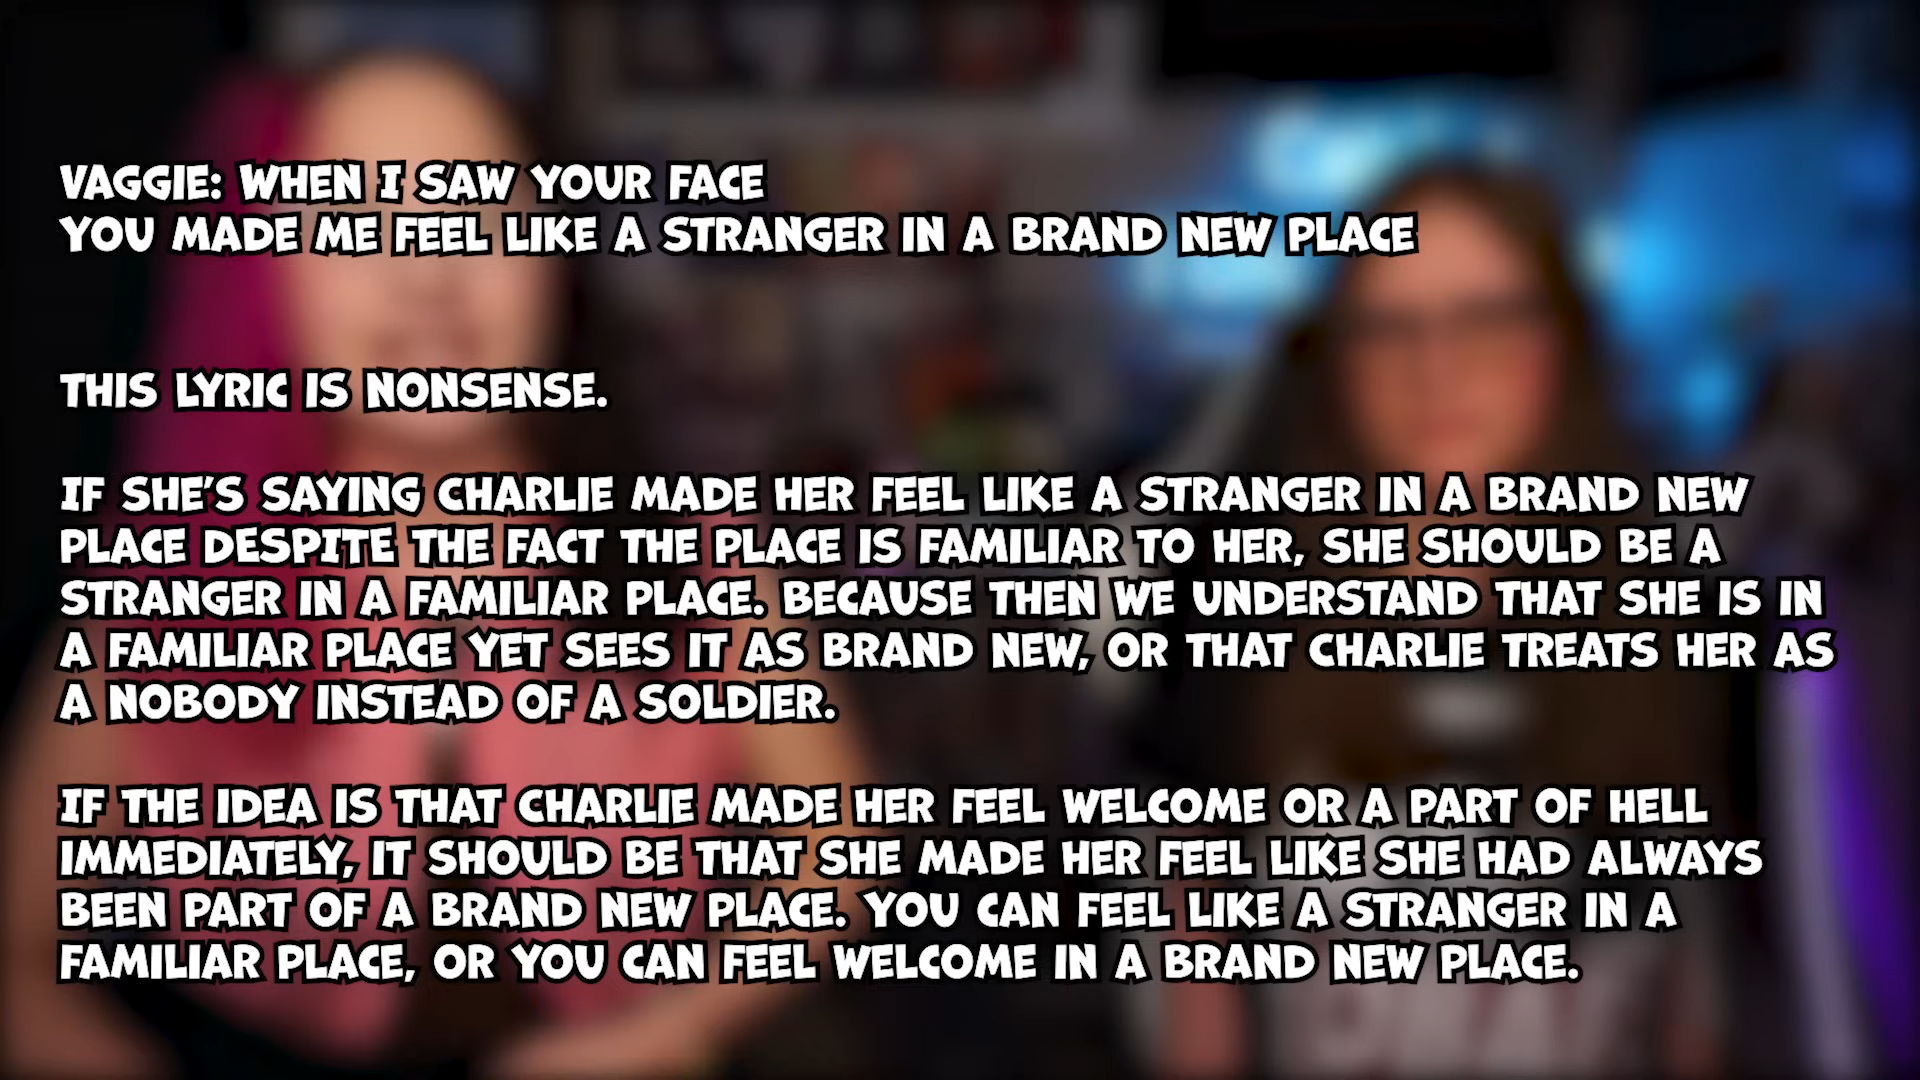 VAGGIE: WHEN I SAW YOUR FACE
YOU MADE ME FEEL LIKE A STRANGER IN A BRAND NEW PLACE
THIS LYRIC IS NONSENSE.
IF SHE'S SAYING CHARLIE MADE HER FEEL LIKE A STRANGER IN A BRAND NEW
PLACE DESPITE THE FACT THE PLACE IS FAMILIAR TO HER, SHE SHOULD BE A
STRANGER IN A FAMILIAR PLACE. BECAUSE THEN WE UNDERSTAND THAT SHE IS IN
A FAMILIAR PLACE YET SEES IT AS BRAND NEW, OR THAT CHARLIE TREATS HER AS
A NOBODY INSTEAD OF A SOLDIER.
IF THE IDEA IS THAT CHARLIE MADE HER FEEL WELCOME OR A PART OF HELL
IMMEDIATELY, IT SHOULD BE THAT SHE MADE HER FEEL LIKE SHE HAD ALWAYS
BEEN PART OF A BRAND NEW PLACE. YOU CAN FEEL LIKE A STRANGER IN A
FAMILIAR PLACE, OR YOU CAN FEEL WELCOME IN A BRAND NEW PLACE.